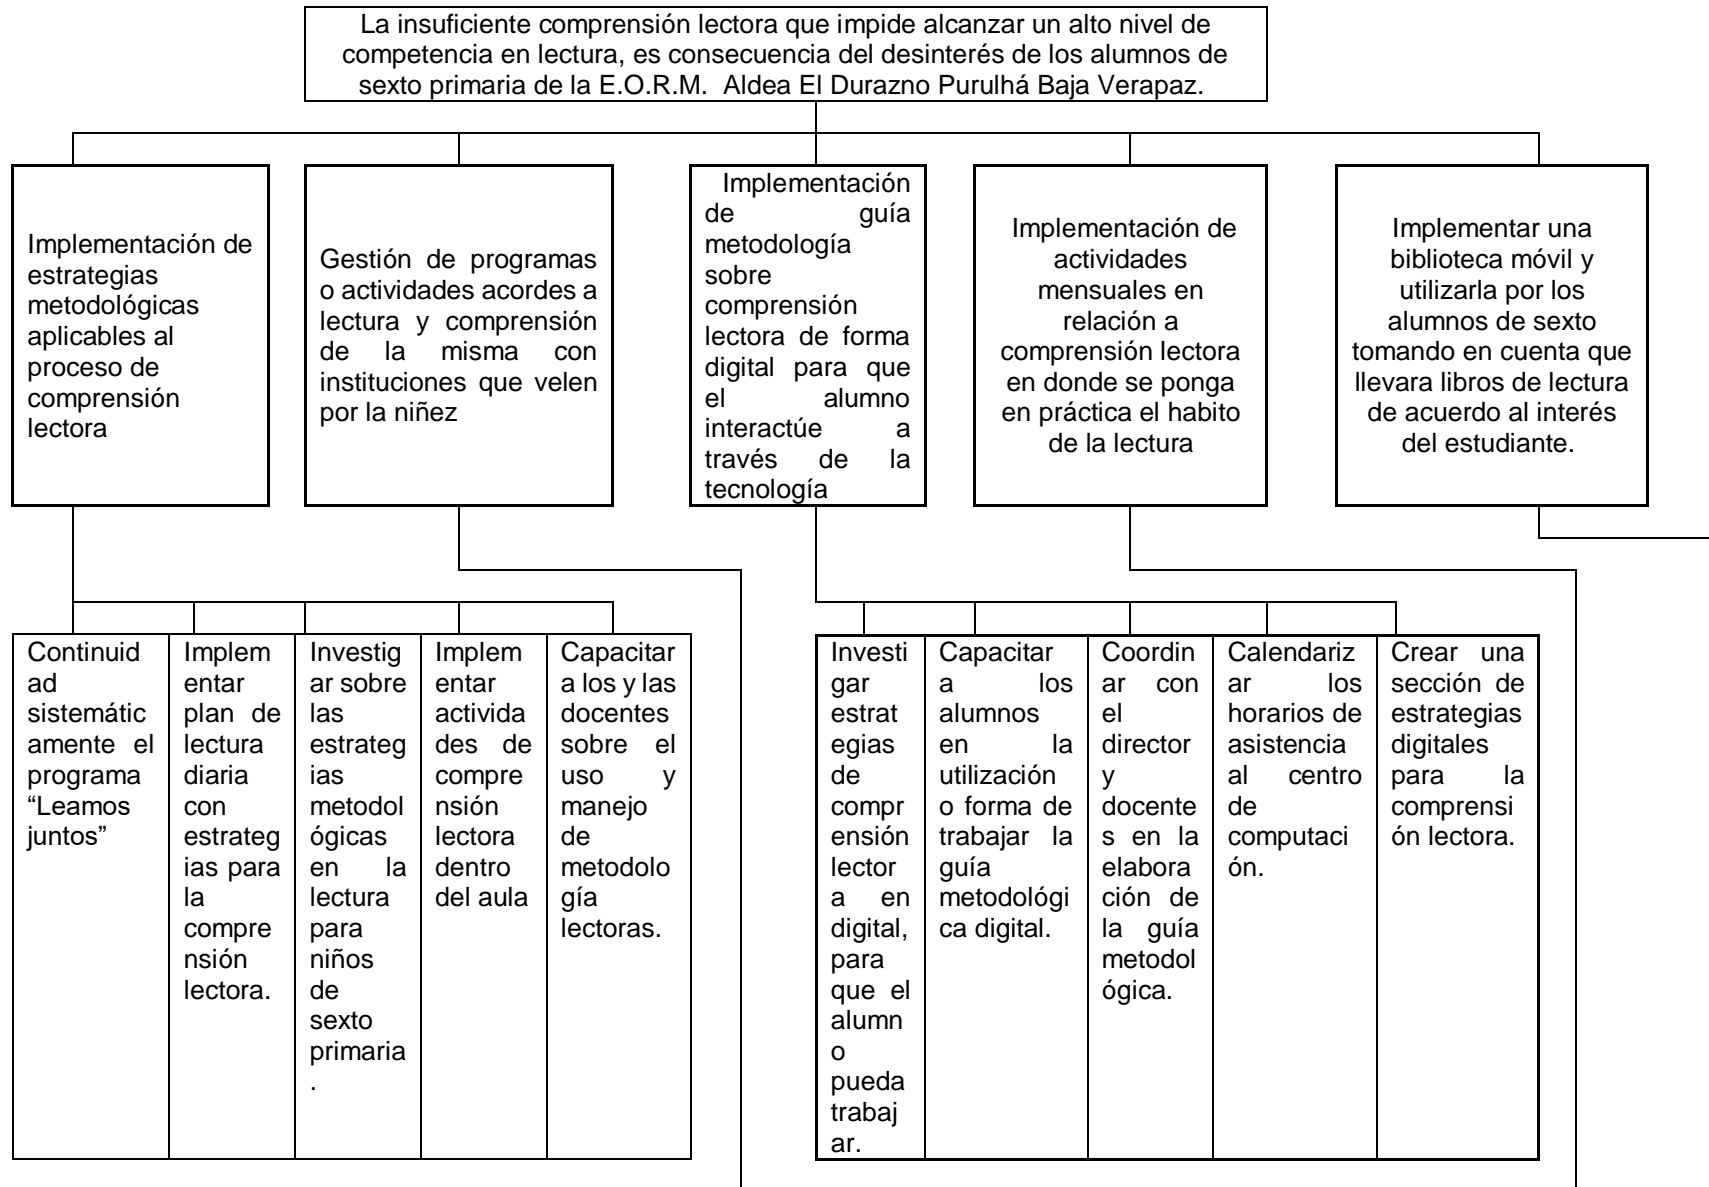 La insuficiente comprensión lectora que impide alcanzar un alto nivel de
competencia en lectura, es consecuencia del desinterés de los alumnos de
sexto primaria de la E.O.R.M. Aldea El Durazno Purulhá Baja Verapaz.
Implementación de
estrategias
metodológicas
aplicables al
proceso de
comprensión
lectora
Gestión de programas
o actividades acordes a
lectura y comprensión
de la misma con
instituciones que velen
por la niñez
Implementación
de guía
metodología
sobre
comprensión
lectora de forma
digital para que
el alumno
interactúe a
través de la
tecnología
Implementación de
actividades
mensuales en
relación a
comprensión lectora
en donde se ponga
en práctica el habito
de la lectura
Implementar una
biblioteca móvil y
utilizarla por los
alumnos de sexto
tomando en cuenta que
llevara libros de lectura
de acuerdo al interés
del estudiante.
Continuid
ad
sistemátic
amente el
programa
“Leamos
juntos”
Implem
entar
plan de
lectura
diaria
con
estrateg
ias para
la
compre
nsión
lectora.
Investig
ar sobre
las
estrateg
ias
metodol
ógicas
en la
lectura
para
niños
de
sexto
primaria
.
Implem
entar
activida
des de
compre
nsión
lectora
dentro
del aula
Capacitar
a los y las
docentes
sobre el
uso y
manejo
de
metodolo
gía
lectoras.
Investi
gar
estrat
egias
de
compr
ensión
lector
a en
digital,
para
que el
alumn
o
pueda
trabaj
ar.
Capacitar
a los
alumnos
en la
utilización
o forma de
trabajar la
guía
metodológi
ca digital.
Coordin
ar con
el
director
y
docente
s en la
elabora
ción de
la guía
metodol
ógica.
Calendariz
ar los
horarios de
asistencia
al centro
de
computaci
ón.
Crear una
sección de
estrategias
digitales
para la
comprensi
ón lectora.